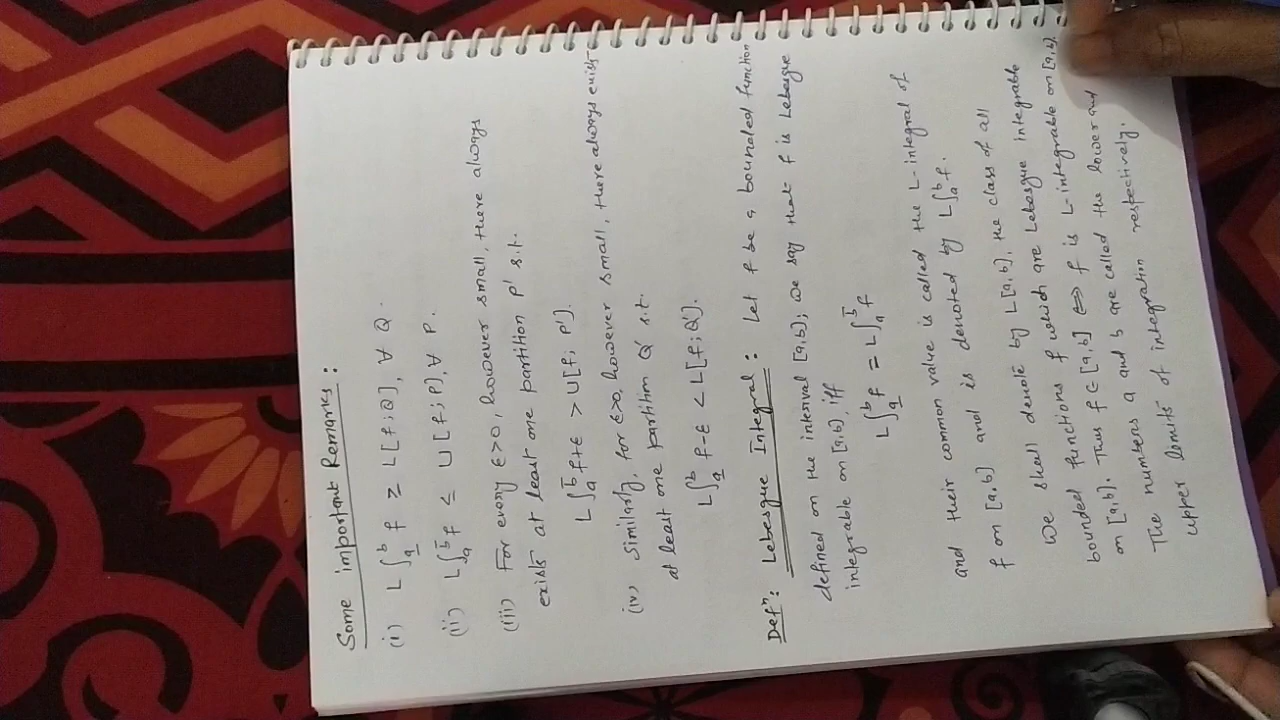 Some important Remarks :
(i) L∫_a̲^b f ≥ L[f;Q], ∀ Q.
(ii) L∫_a^b̄ f ≤ U[f;P], ∀ P.
(iii) For every ϵ>0, however small, there always
exists at least one partition P' s.t.
L∫_a^b̄ f+ϵ > U[f; P'].
(iv) Similarly, for ϵ>0, however small, there always exist
at least one partition Q' s.t.
L∫_a̲^b f-ϵ < L[f;Q'].
Defⁿ: Lebesgue Integral : Let f be a bounded function
defined on the interval [a,b]; we say that f is Lebesgue
integrable on [a,b], iff
L∫_a̲^b f = L∫_a^b̄ f
and their common value is called the L-integral of
f on [a,b] and is denoted by L∫_a^b f.
We shall denote by L[a,b], the class of all
bounded functions f which are Lebesgue integrable
on [a,b]. Thus f∈[a,b] ⟺ f is L-integrable on [a,b].
The numbers a and b are called the lower and
upper limits of integration respectively.